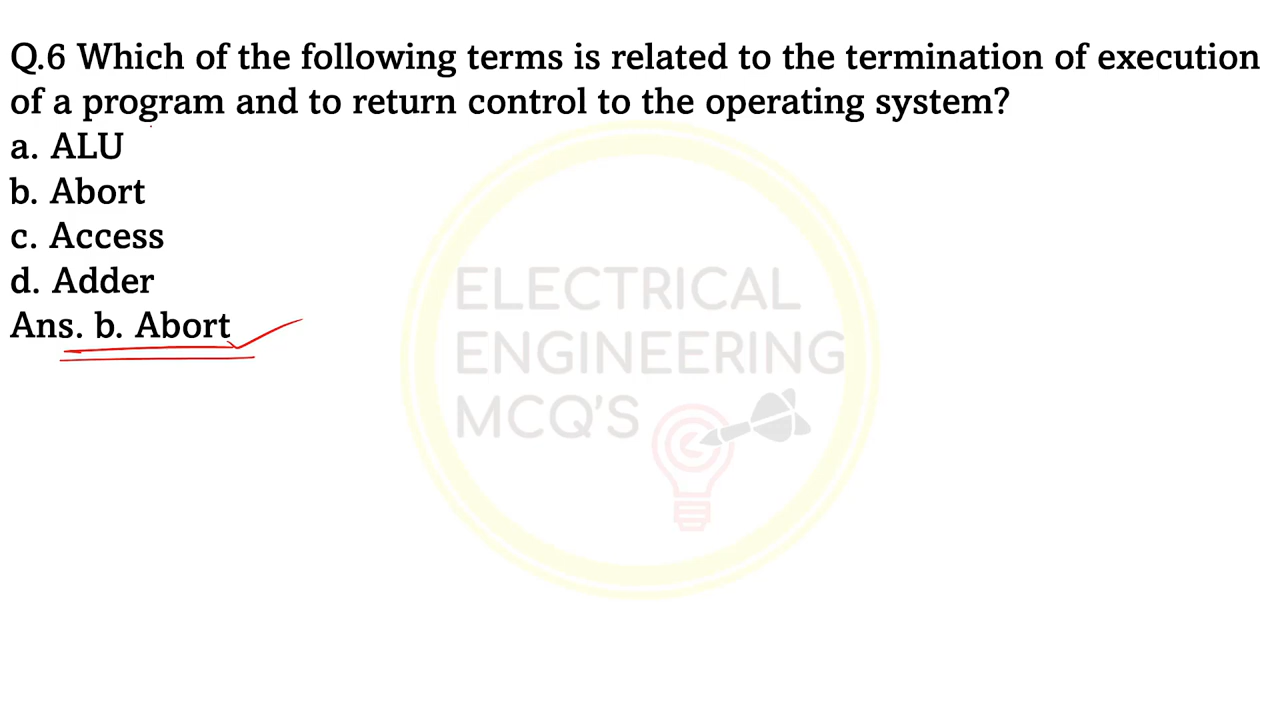 Q.6 Which of the following terms is related to the termination of execution
of a program and to return control to the operating system?
a. ALU
b. Abort
c. Access
d. Adder
Ans. b. Abort
ELECTRICAL
ENGINEERING
MCQ'S